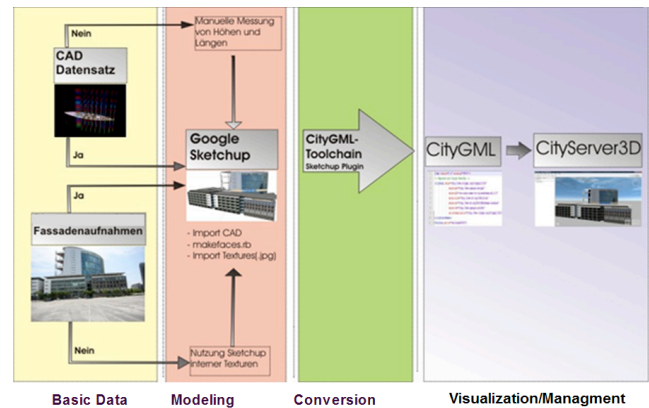 Nein
CAD
Datensatz
Ja
Ja
Fassadenaufnahmen
Nein
Manuelle Messung
von Höhen und
Längen
Google
Sketchup
- Import CAD
- makefaces.rb
- Import Textures(.jpg)
Nutzung Sketchup
interner Texturen
CityGML-
Toolchain
Sketchup Plugin
CityGML
CityServer3D
Basic Data
Modeling
Conversion
Visualization/Managment